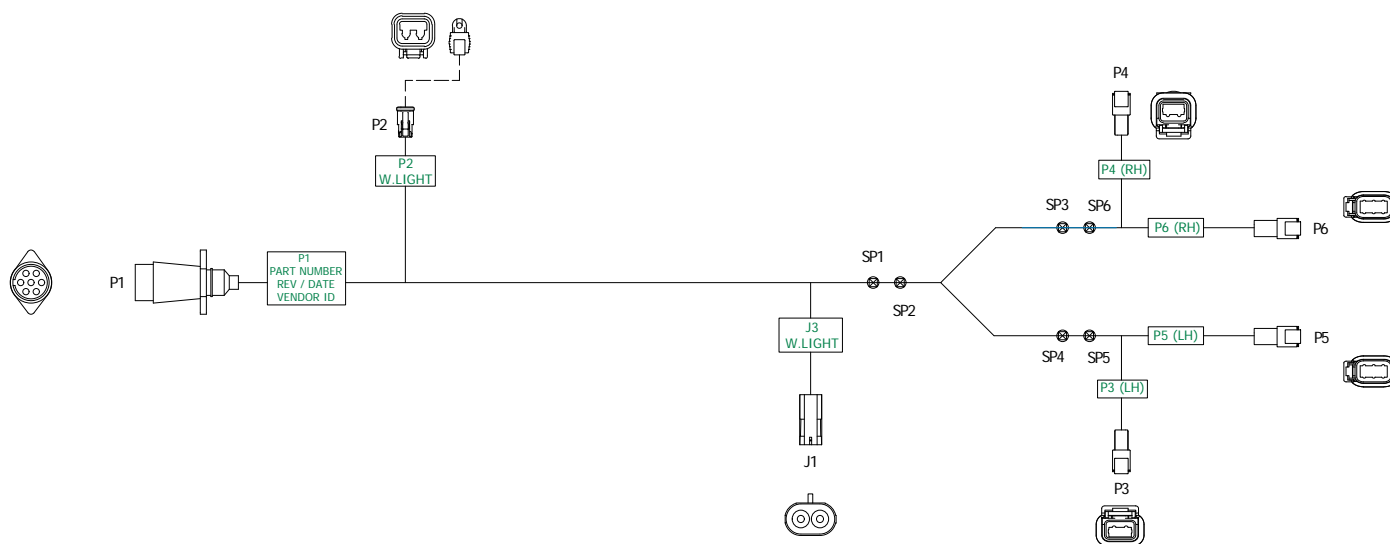 P4
P2
P2
W.LIGHT
P4 (RH)
SP3
SP6
P6 (RH)
P6
P1
P1
PART NUMBER
REV / DATE
VENDOR ID
SP1
SP2
J3
W.LIGHT
SP4
SP5
P5 (LH)
P5
P3 (LH)
J1
P3